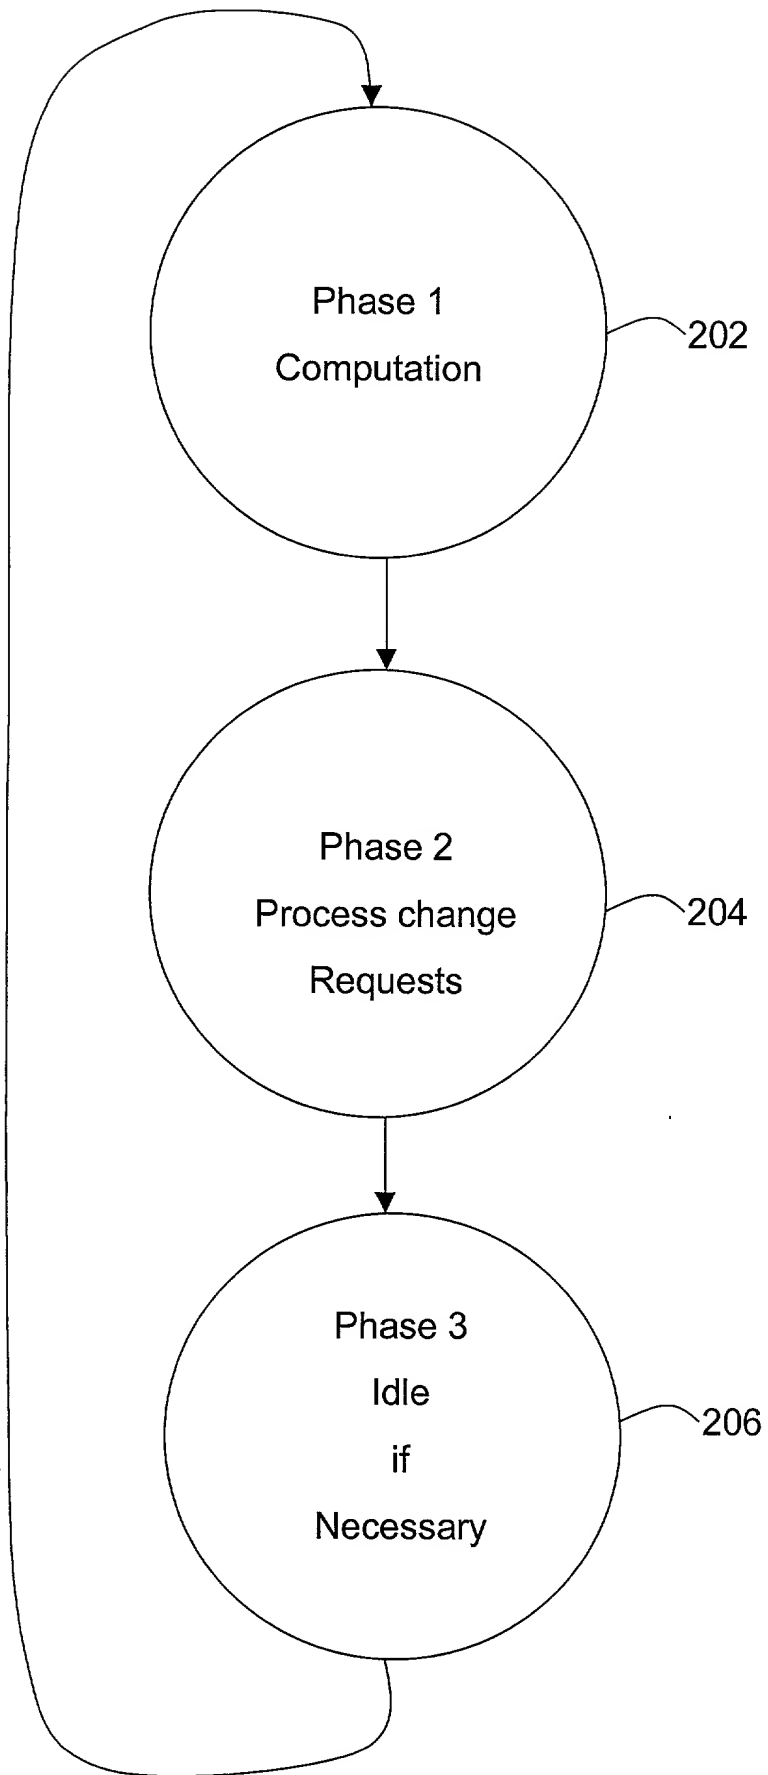 Phase 1
Computation
202
Phase 2
Process change
Requests
204
Phase 3
Idle
if
Necessary
206